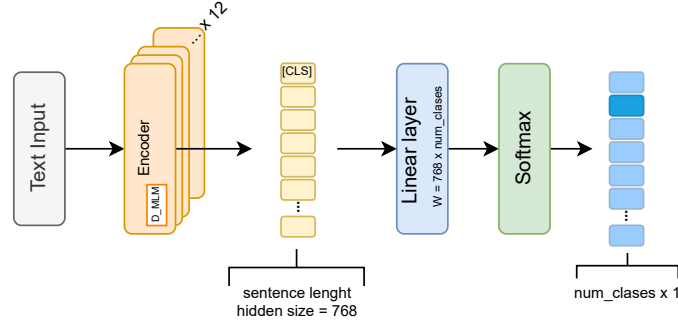 Text Input
Encoder
D_MLM
... x 12
[CLS]
...
sentence lenght
hidden size = 768
Linear layer
W = 768 x num_clases
Softmax
...
num_clases x 1